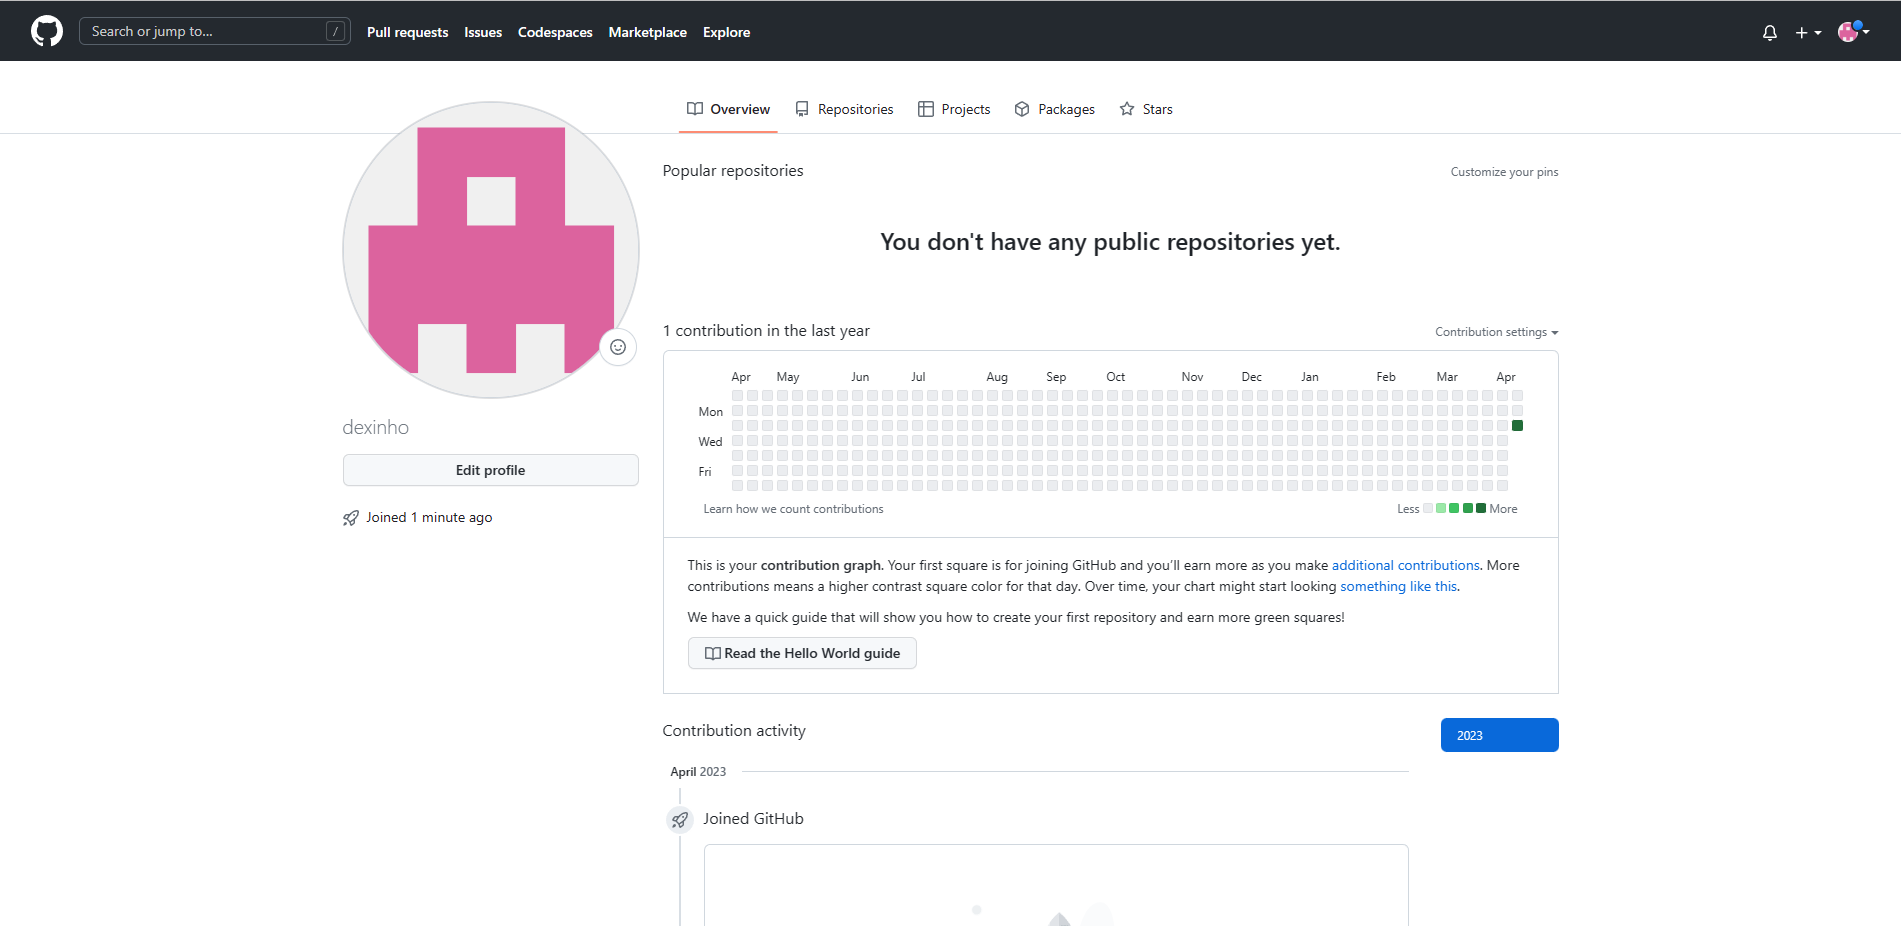 Search or jump to... / Pull requests Issues Codespaces Marketplace Explore
Overview Repositories Projects Packages Stars
dexinho
Edit profile
Joined 1 minute ago
Popular repositories Customize your pins
You don't have any public repositories yet.
1 contribution in the last year Contribution settings
Apr May Jun Jul Aug Sep Oct Nov Dec Jan Feb Mar Apr
Mon
Wed
Fri
Learn how we count contributions Less More
This is your contribution graph. Your first square is for joining GitHub and you'll earn more as you make additional contributions. More
contributions means a higher contrast square color for that day. Over time, your chart might start looking something like this.
We have a quick guide that will show you how to create your first repository and earn more green squares!
Read the Hello World guide
Contribution activity 2023
April 2023
Joined GitHub